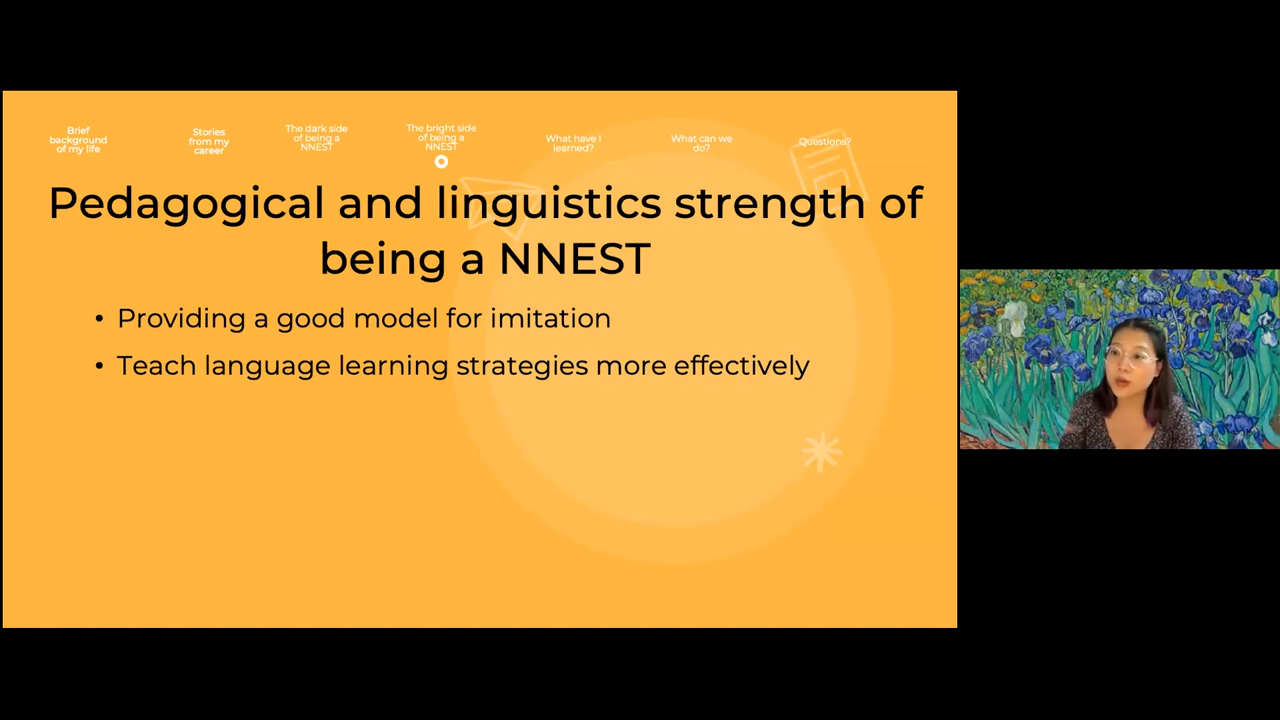 Brief
background
of my life
Stories
from my
career
The dark side
of being a
NNEST
The bright side
of being a
NNEST
What have I
learned?
What can we
do?
Questions?
Pedagogical and linguistics strength of
being a NNEST
• Providing a good model for imitation
• Teach language learning strategies more effectively